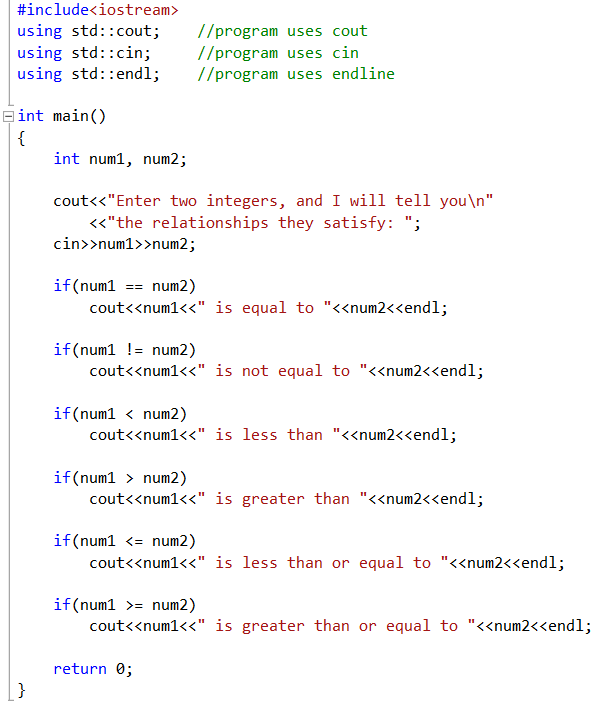 #include<iostream>
using std::cout;    //program uses cout
using std::cin;     //program uses cin
using std::endl;    //program uses endline
int main()
{
    int num1, num2;
    cout<<"Enter two integers, and I will tell you\n"
        <<"the relationships they satisfy: ";
    cin>>num1>>num2;
    if(num1 == num2)
        cout<<num1<<" is equal to "<<num2<<endl;
    if(num1 != num2)
        cout<<num1<<" is not equal to "<<num2<<endl;
    if(num1 < num2)
        cout<<num1<<" is less than "<<num2<<endl;
    if(num1 > num2)
        cout<<num1<<" is greater than "<<num2<<endl;
    if(num1 <= num2)
        cout<<num1<<" is less than or equal to "<<num2<<endl;
    if(num1 >= num2)
        cout<<num1<<" is greater than or equal to "<<num2<<endl;
    return 0;
}